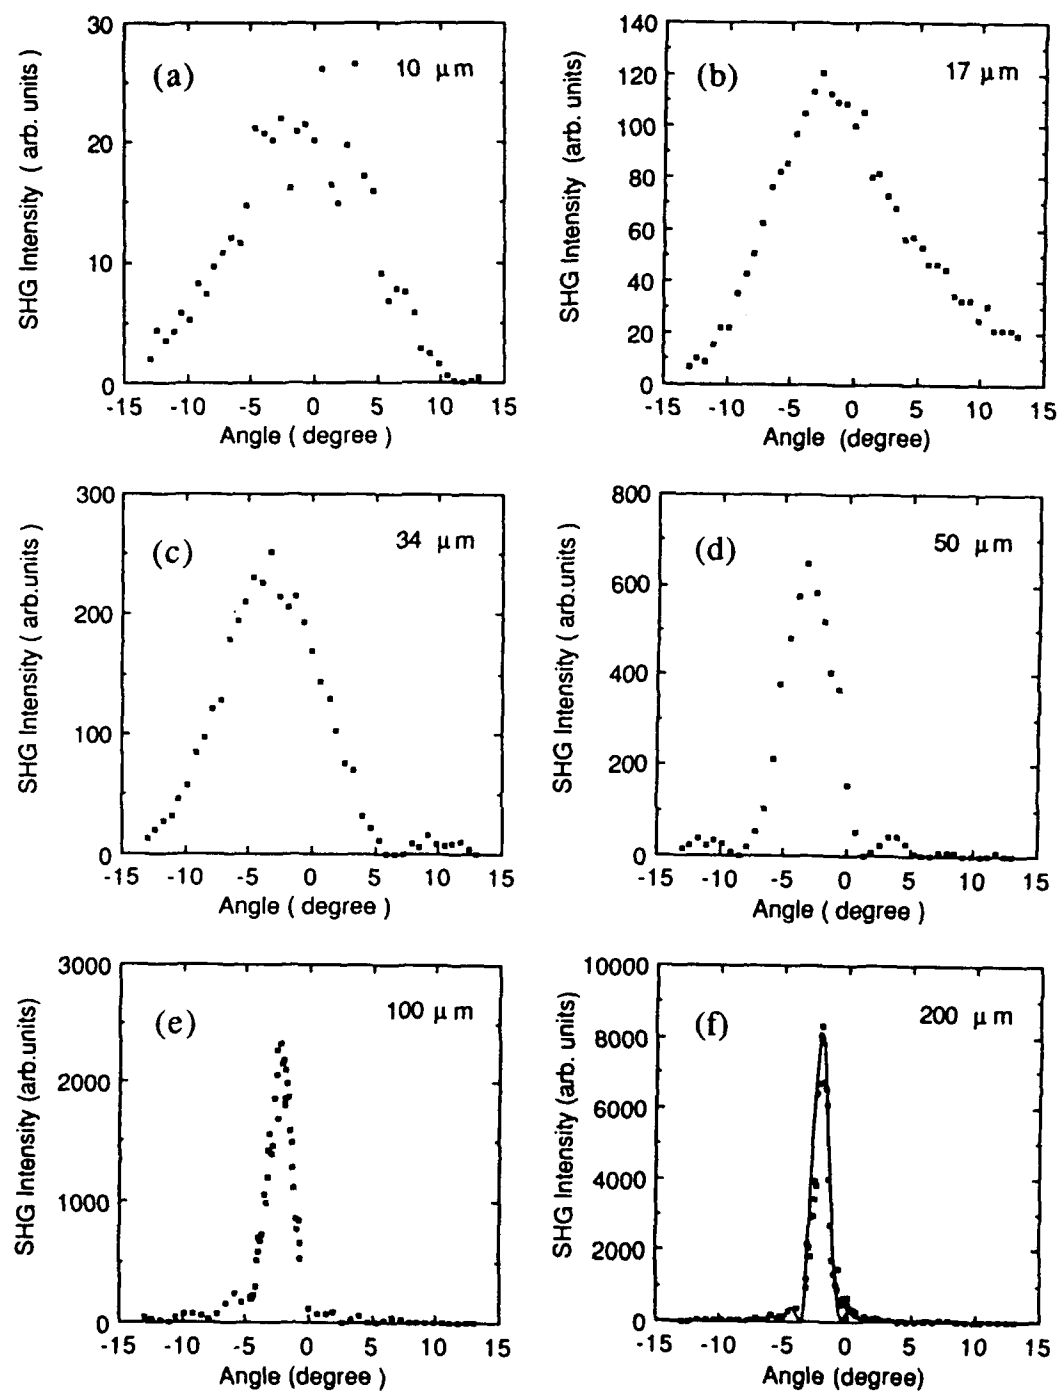 30
20
10
0
SHG Intensity ( arb. units )
(a)
10 μm
-15 -10 -5 0 5 10 15
Angle ( degree )
140
120
100
80
60
40
20
0
SHG Intensity (arb. units)
(b)
17 μm
-15 -10 -5 0 5 10 15
Angle (degree)
300
200
100
0
SHG Intensity ( arb.units )
(c)
34 μm
-15 -10 -5 0 5 10 15
Angle ( degree )
800
600
400
200
0
SHG Intensity ( arb.units )
(d)
50 μm
-15 -10 -5 0 5 10 15
Angle ( degree )
3000
2000
1000
0
SHG Intensity (arb.units)
(e)
100 μm
-15 -10 -5 0 5 10 15
Angle (degree )
10000
8000
6000
4000
2000
0
SHG Intensity (arb. units)
(f)
200 μm
-15 -10 -5 0 5 10 15
Angle (degree)